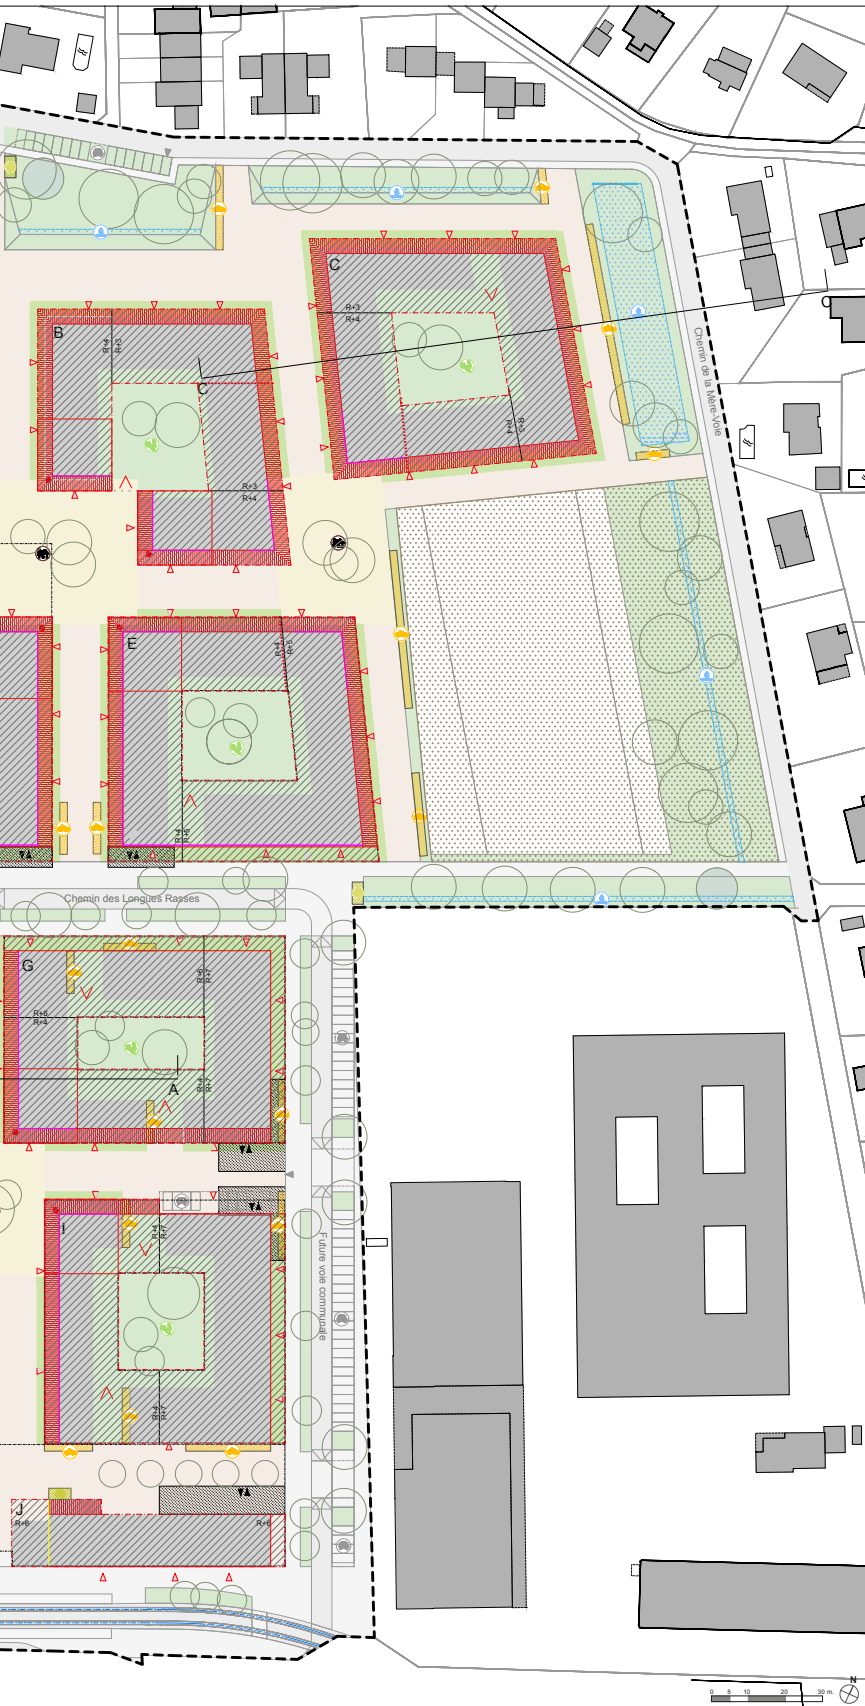 C
B
R+3
R+4
R+4
R+3
C
C
Chemin de la Mère-Voie
R+3
R+4
R+3
R+4
E
R+4
R+5
R+4
R+5
Chemin des Longues Rasses
G
R+6
R+7
R+6
R+4
R+4
R+7
A
I
R+4
R+7
Future voie communale
R+4
R+7
J
R+6
R+6
N
0 5 10 20 30 m.